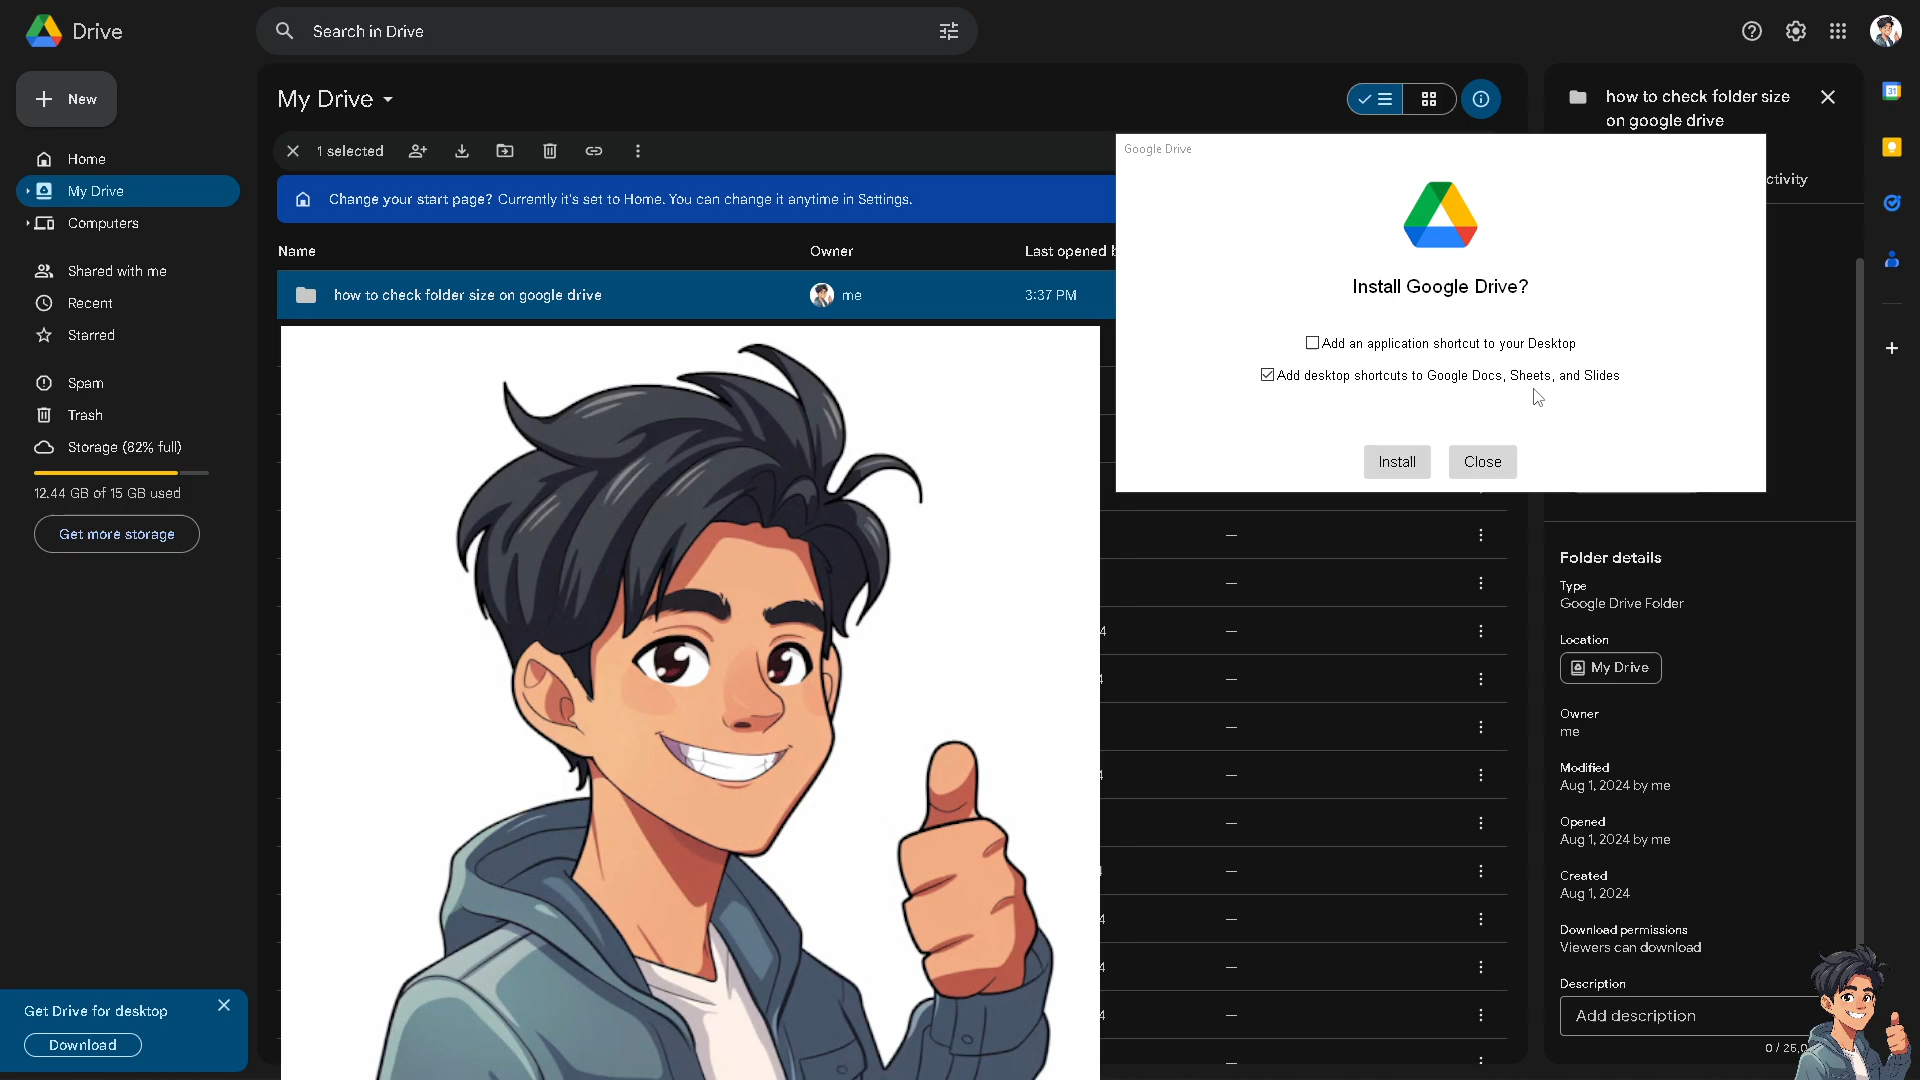 Drive
Search in Drive
New
Home
My Drive
Computers
Shared with me
Recent
Starred
Spam
Trash
Storage (82% full)
12.44 GB of 15 GB used
Get more storage
Get Drive for desktop
Download
My Drive
1 selected
Change your start page? Currently it's set to Home. You can change it anytime in Settings.
Name Owner Last opened
how to check folder size on google drive me 3:37 PM
Google Drive
Install Google Drive?
Add an application shortcut to your Desktop
Add desktop shortcuts to Google Docs, Sheets, and Slides
Install Close
how to check folder size
on google drive
ctivity
Folder details
Type
Google Drive Folder
Location
My Drive
Owner
me
Modified
Aug 1, 2024 by me
Opened
Aug 1, 2024 by me
Created
Aug 1, 2024
Download permissions
Viewers can download
Description
Add description
0 / 25,0
31